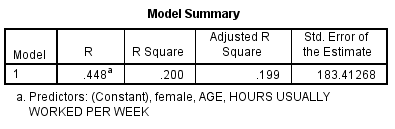 Model Summary
Model R R Square Adjusted R Square Std. Error of the Estimate
1 .448a .200 .199 183.41268
a. Predictors: (Constant), female, AGE, HOURS USUALLY
WORKED PER WEEK